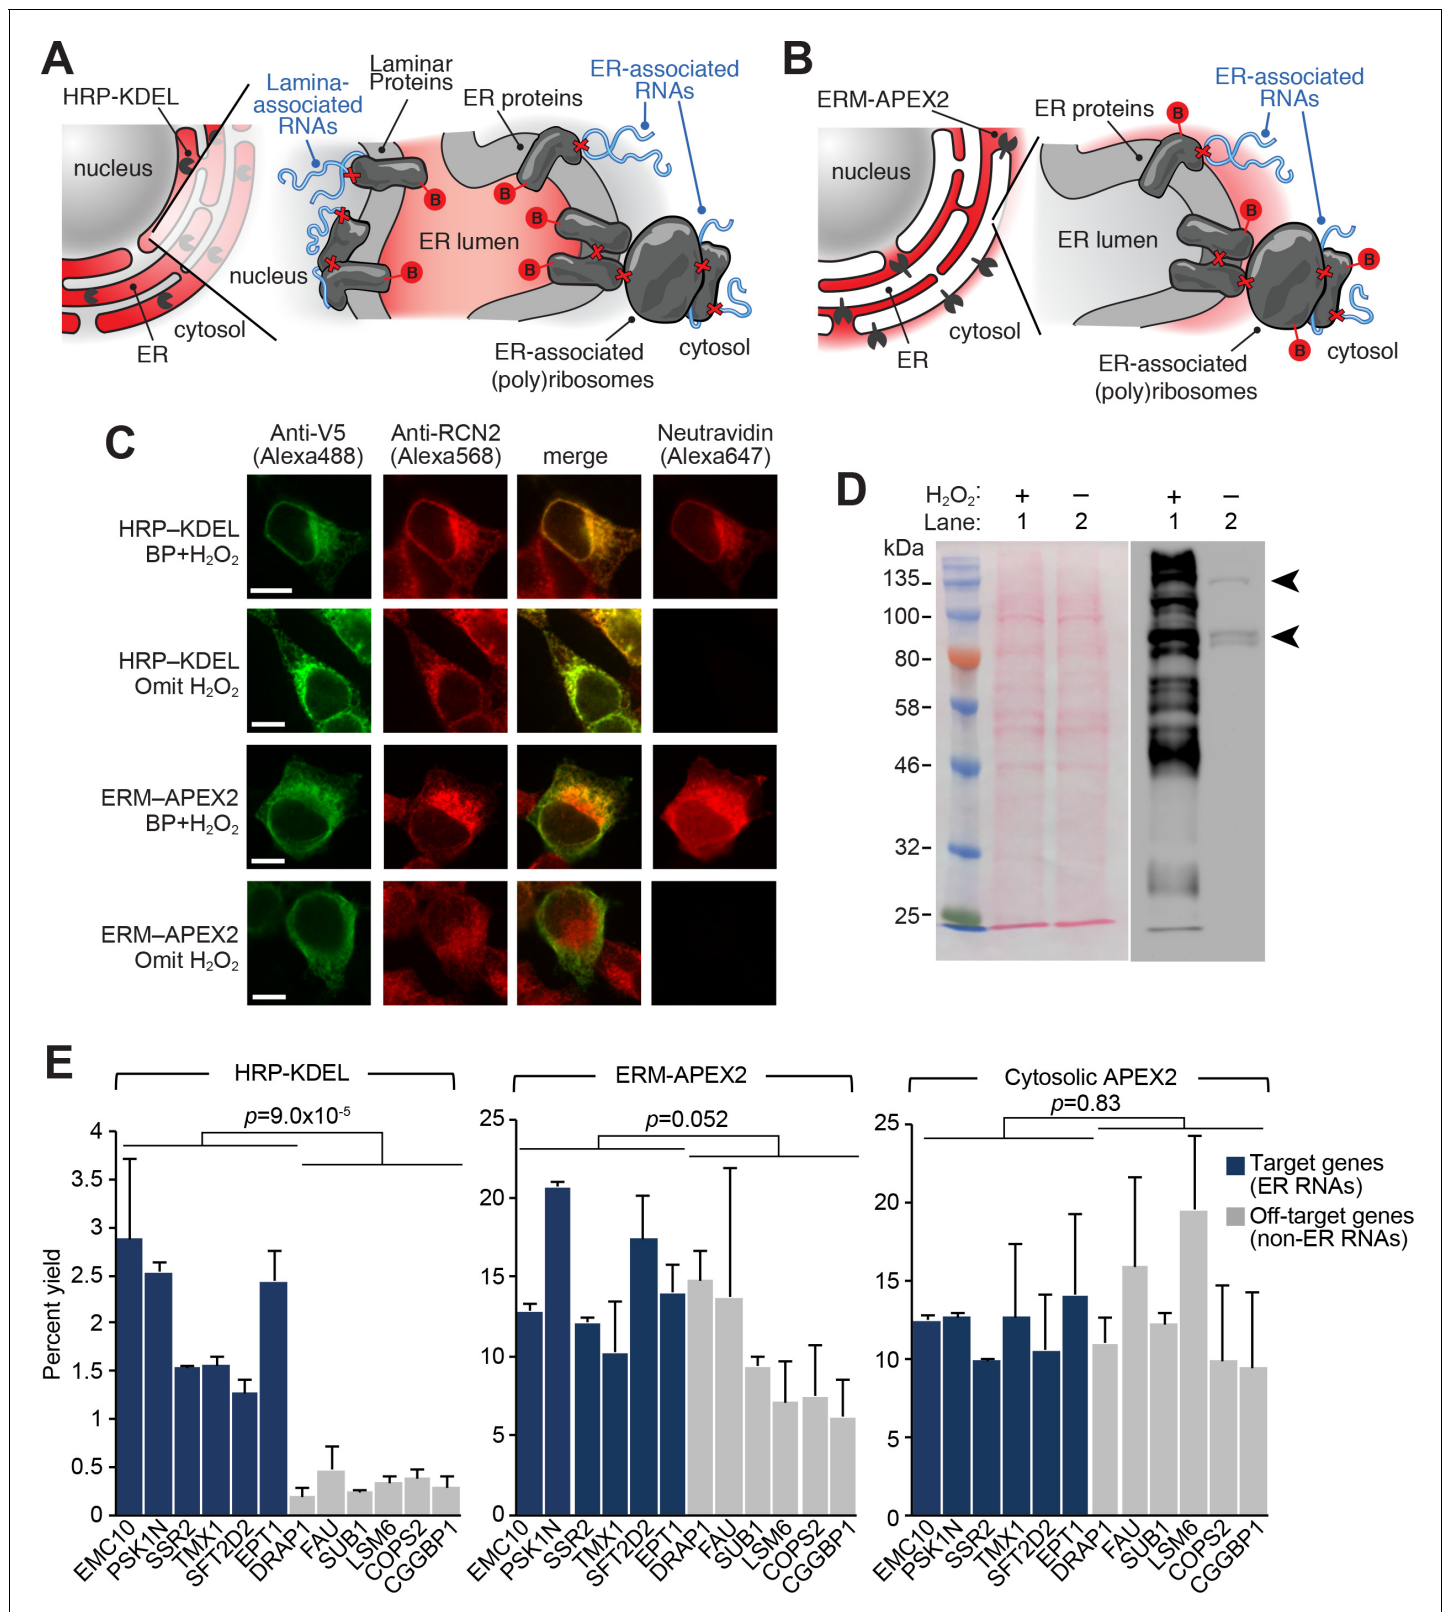 A
HRP-KDEL
nucleus
ER
cytosol
Lamina-
associated
RNAs
Laminar
Proteins
ER proteins
ER-associated
RNAs
B
B
B
B
B
ER lumen
nucleus
ER-associated
(poly)ribosomes
cytosol
B
ERM-APEX2
nucleus
ER
cytosol
ER proteins
ER-associated
RNAs
B
B
B
B
ER lumen
ER-associated
(poly)ribosomes
cytosol
C
Anti-V5
(Alexa488)
Anti-RCN2
(Alexa568)
merge
Neutravidin
(Alexa647)
HRP–KDEL
BP+H₂O₂
HRP–KDEL
Omit H₂O₂
ERM–APEX2
BP+H₂O₂
ERM–APEX2
Omit H₂O₂
D
H₂O₂: + – + –
Lane: 1 2 1 2
kDa
135
100
80
58
46
32
25
E
HRP-KDEL
p=9.0x10⁻⁵
Percent yield
4
3.5
3
2.5
2
1.5
1
0.5
0
EMC10
PSK1N
SSR2
TMX1
SFT2D2
EPT1
DRAP1
FAU
SUB1
LSM6
COPS2
CGGBP1
ERM-APEX2
p=0.052
25
20
15
10
5
0
EMC10
PSK1N
SSR2
TMX1
SFT2D2
EPT1
DRAP1
FAU
SUB1
LSM6
COPS2
CGGBP1
Cytosolic APEX2
p=0.83
25
20
15
10
5
0
EMC10
PSK1N
SSR2
TMX1
SFT2D2
EPT1
DRAP1
FAU
SUB1
LSM6
COPS2
CGGBP1
Target genes
(ER RNAs)
Off-target genes
(non-ER RNAs)